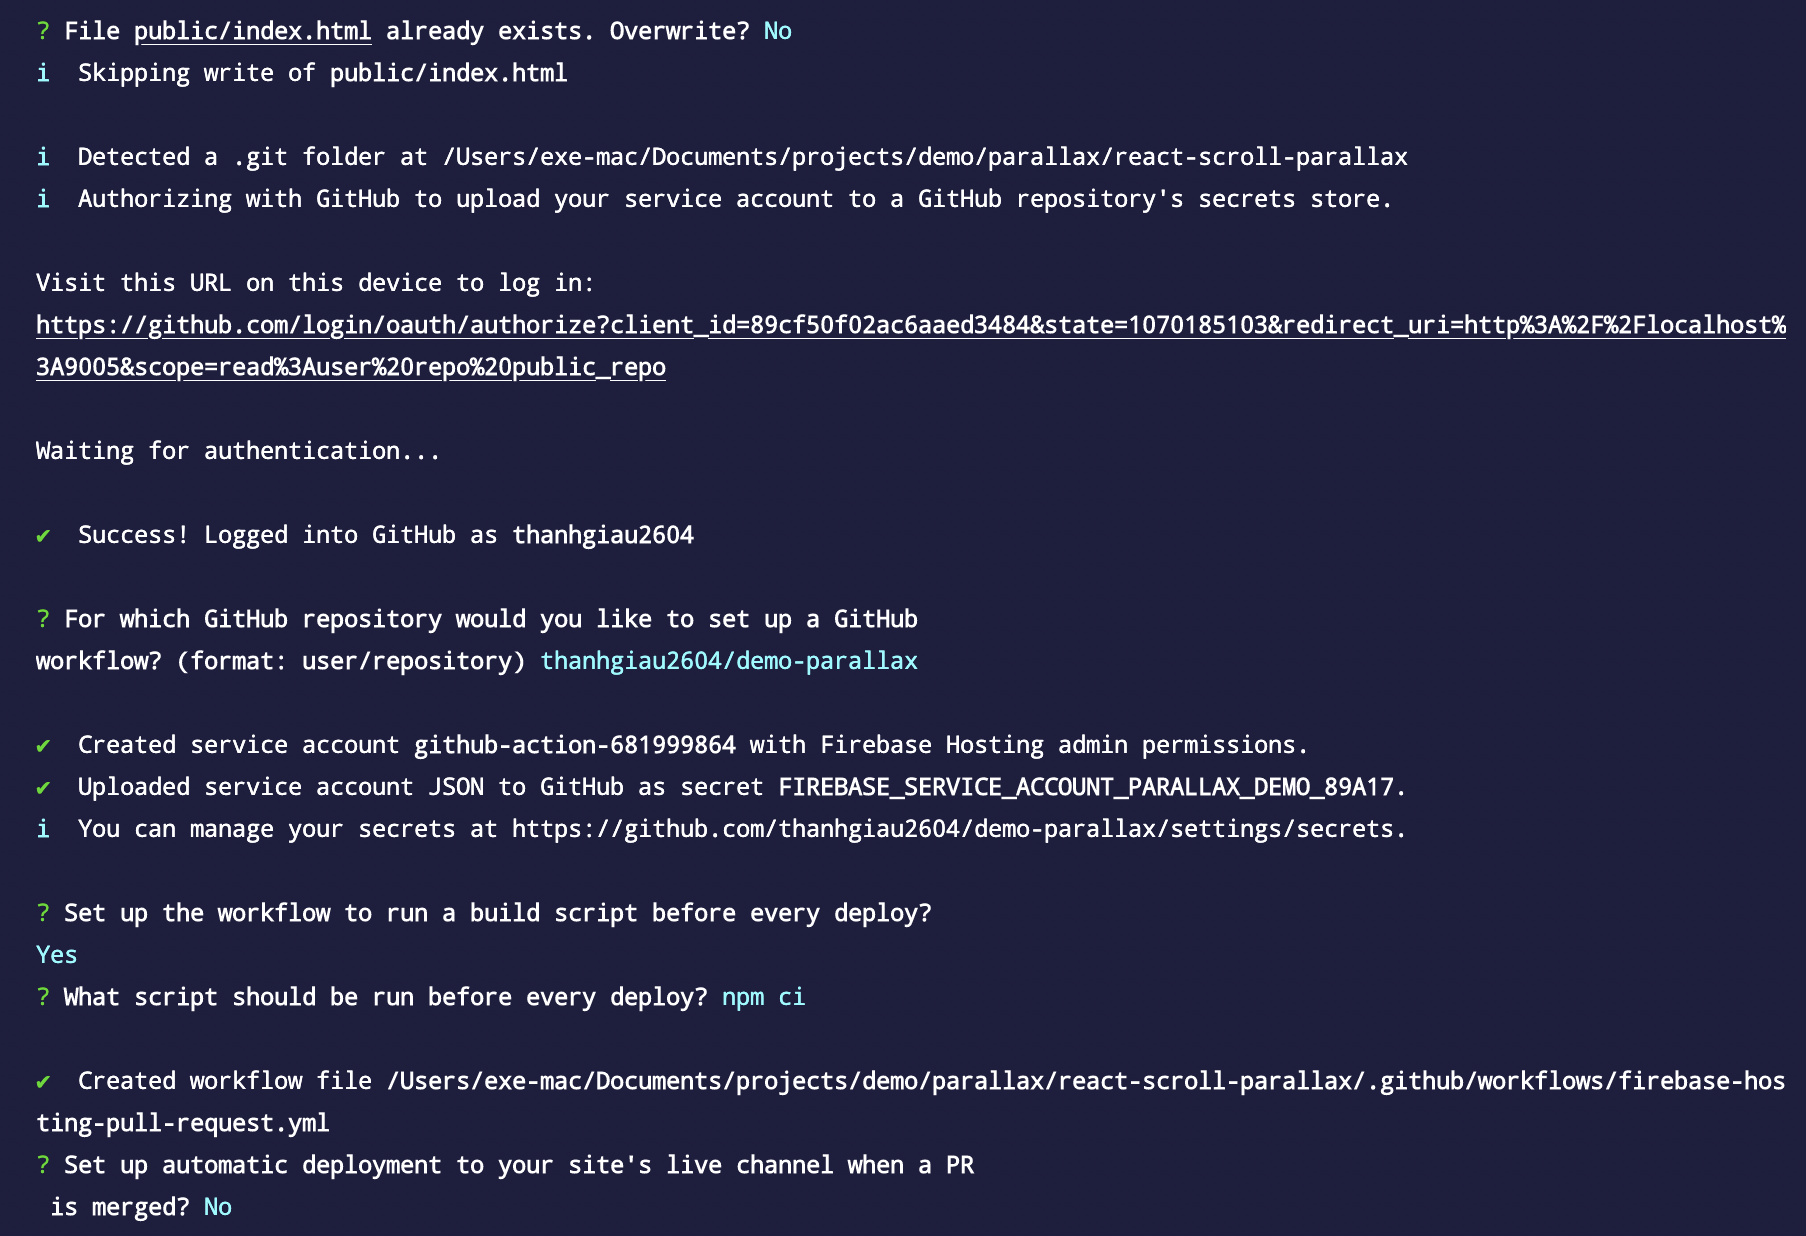 ? File public/index.html already exists. Overwrite? No
i  Skipping write of public/index.html
i  Detected a .git folder at /Users/exe-mac/Documents/projects/demo/parallax/react-scroll-parallax
i  Authorizing with GitHub to upload your service account to a GitHub repository's secrets store.
Visit this URL on this device to log in:
https://github.com/login/oauth/authorize?client_id=89cf50f02ac6aaed3484&state=1070185103&redirect_uri=http%3A%2F%2Flocalhost%
3A9005&scope=read%3Auser%20repo%20public_repo
Waiting for authentication...
✔  Success! Logged into GitHub as thanhgiau2604
? For which GitHub repository would you like to set up a GitHub
workflow? (format: user/repository) thanhgiau2604/demo-parallax
✔  Created service account github-action-681999864 with Firebase Hosting admin permissions.
✔  Uploaded service account JSON to GitHub as secret FIREBASE_SERVICE_ACCOUNT_PARALLAX_DEMO_89A17.
i  You can manage your secrets at https://github.com/thanhgiau2604/demo-parallax/settings/secrets.
? Set up the workflow to run a build script before every deploy?
Yes
? What script should be run before every deploy? npm ci
✔  Created workflow file /Users/exe-mac/Documents/projects/demo/parallax/react-scroll-parallax/.github/workflows/firebase-hos
ting-pull-request.yml
? Set up automatic deployment to your site's live channel when a PR
 is merged? No